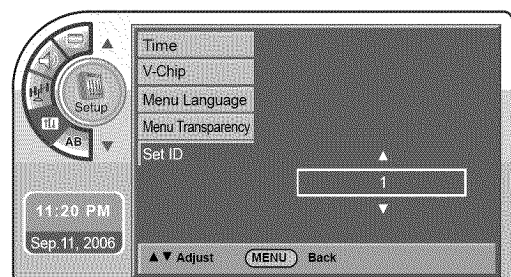 Time
V-Chip
Menu Language
Menu Transparency
Set ID
Setup
AB
1
11:20 PM
Sep.11, 2006
▲ ▼ Adjust MENU Back